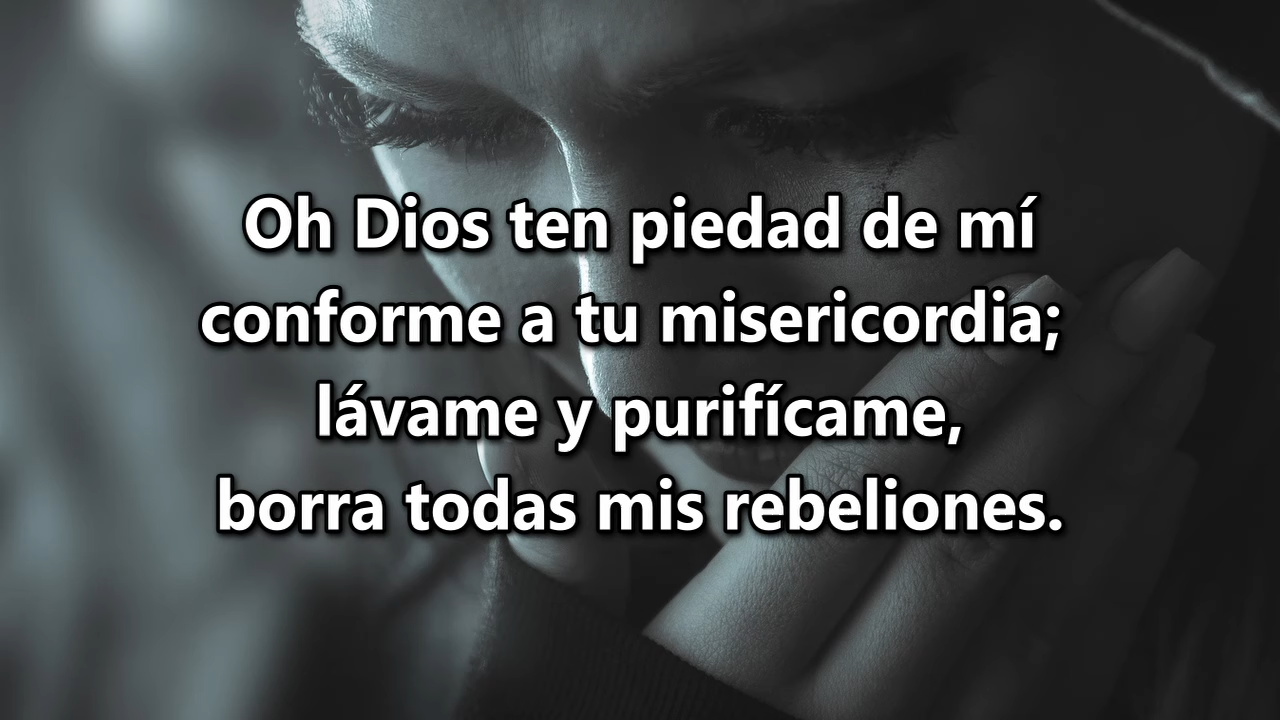 Oh Dios ten piedad de mí
conforme a tu misericordia;
lávame y purifícame,
borra todas mis rebeliones.